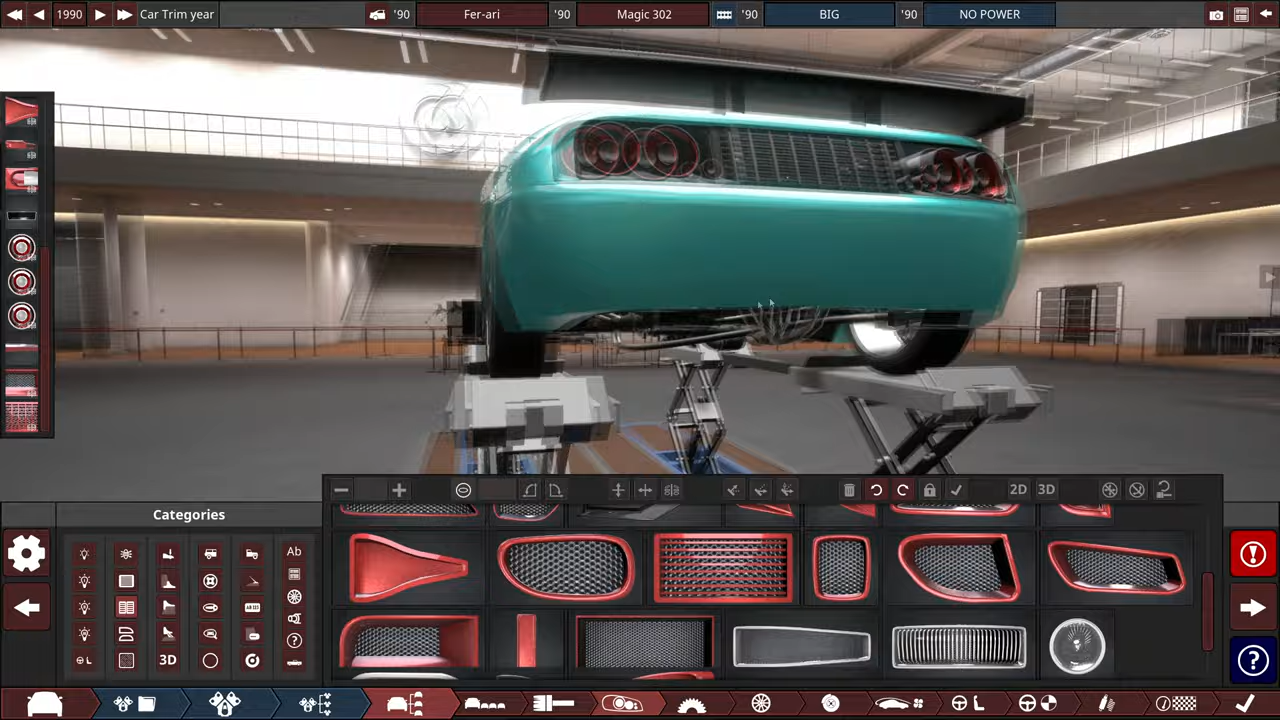 1990 Car Trim year '90 Fer-ari '90 Magic 302 '90 BIG '90 NO POWER
2D 3D
Categories
Ab
3D